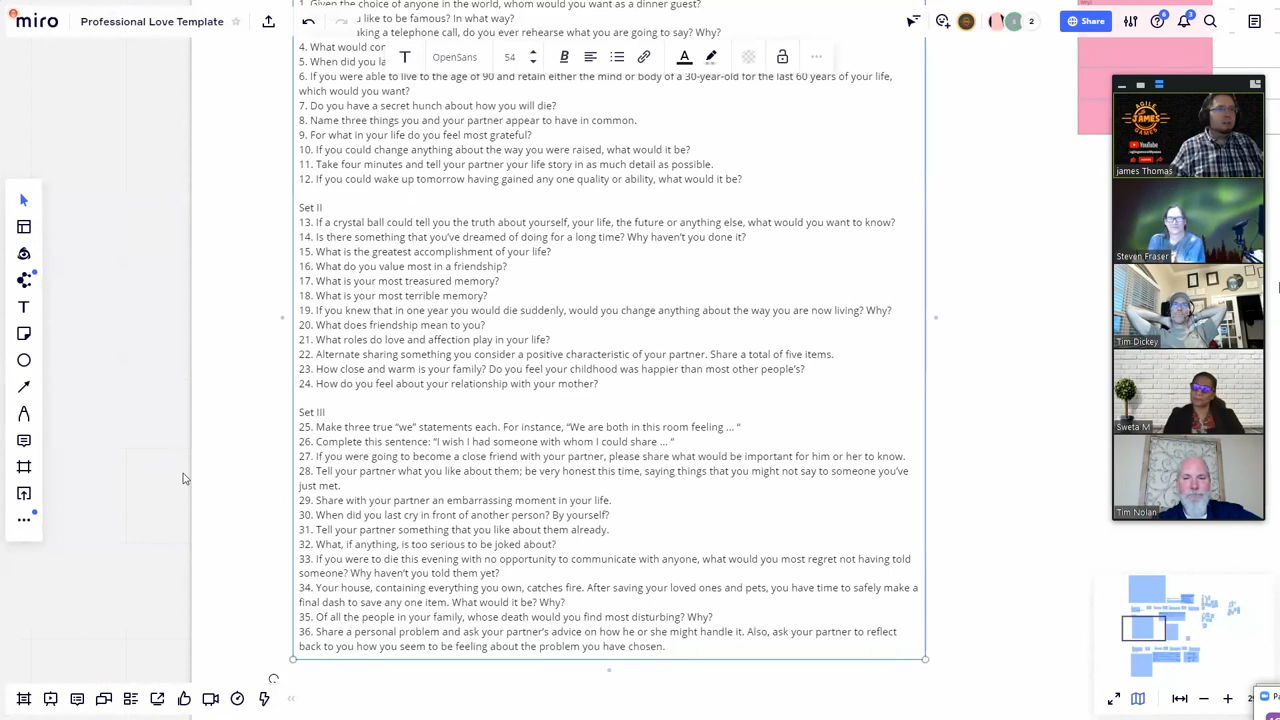 miro
Professional Love Template
1. Given the choice of anyone in the world, whom would you want as a dinner guest?
like to be famous? In what way?
king a telephone call, do you ever rehearse what you are going to say? Why?
4. What would con
5. When did you la
T
OpenSans
54
B
A
2
Share
6
3
6. If you were able to live to the age of 90 and retain either the mind or body of a 30-year-old for the last 60 years of your life,
which would you want?
7. Do you have a secret hunch about how you will die?
8. Name three things you and your partner appear to have in common.
9. For what in your life do you feel most grateful?
10. If you could change anything about the way you were raised, what would it be?
11. Take four minutes and tell your partner your life story in as much detail as possible.
12. If you could wake up tomorrow having gained any one quality or ability, what would it be?
Set II
13. If a crystal ball could tell you the truth about yourself, your life, the future or anything else, what would you want to know?
14. Is there something that you’ve dreamed of doing for a long time? Why haven’t you done it?
15. What is the greatest accomplishment of your life?
16. What do you value most in a friendship?
17. What is your most treasured memory?
18. What is your most terrible memory?
19. If you knew that in one year you would die suddenly, would you change anything about the way you are now living? Why?
20. What does friendship mean to you?
21. What roles do love and affection play in your life?
22. Alternate sharing something you consider a positive characteristic of your partner. Share a total of five items.
23. How close and warm is your family? Do you feel your childhood was happier than most other people’s?
24. How do you feel about your relationship with your mother?
Set III
25. Make three true “we” statements each. For instance, “We are both in this room feeling ... “
26. Complete this sentence: “I wish I had someone with whom I could share ... “
27. If you were going to become a close friend with your partner, please share what would be important for him or her to know.
28. Tell your partner what you like about them; be very honest this time, saying things that you might not say to someone you’ve
just met.
29. Share with your partner an embarrassing moment in your life.
30. When did you last cry in front of another person? By yourself?
31. Tell your partner something that you like about them already.
32. What, if anything, is too serious to be joked about?
33. If you were to die this evening with no opportunity to communicate with anyone, what would you most regret not having told
someone? Why haven’t you told them yet?
34. Your house, containing everything you own, catches fire. After saving your loved ones and pets, you have time to safely make a
final dash to save any one item. What would it be? Why?
35. Of all the people in your family, whose death would you find most disturbing? Why?
36. Share a personal problem and ask your partner’s advice on how he or she might handle it. Also, ask your partner to reflect
back to you how you seem to be feeling about the problem you have chosen.
AGILE
JAMES
GAMES
YouTube
james Thomas
Steven Fraser
Tim Dickey
Sweta M
Tim Nolan
T
Pa